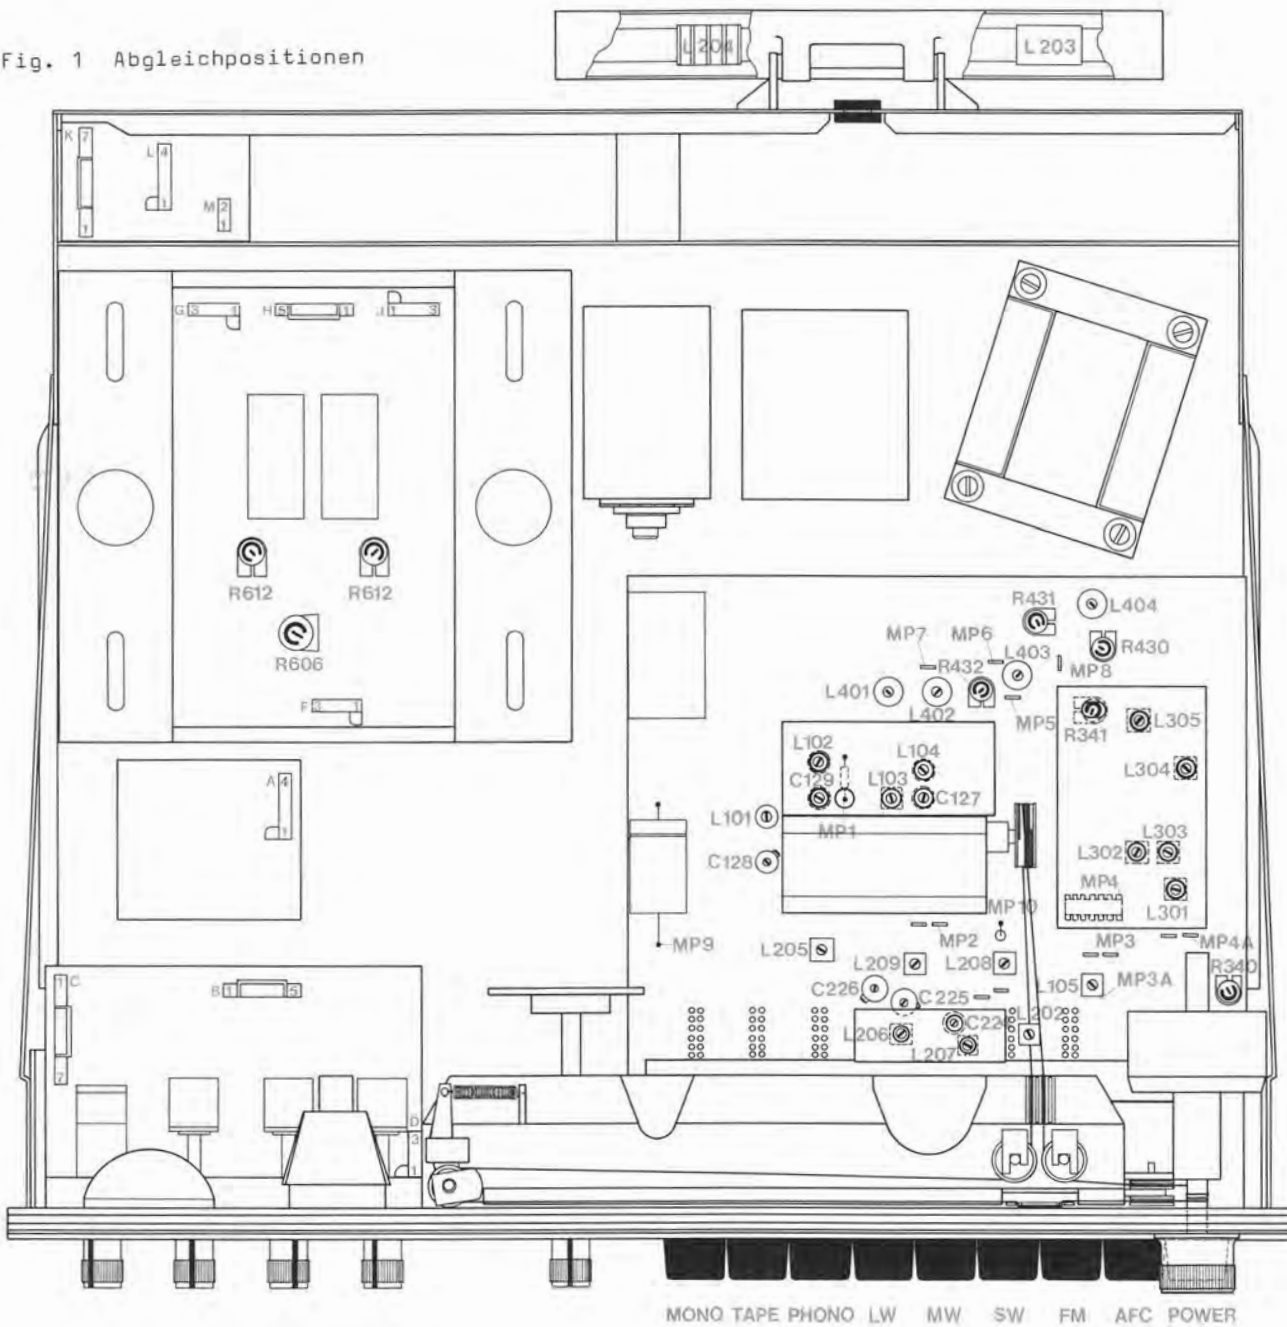 Fig. 1 Abgleichpositionen
L204
L203
K 7
1
L 4
1
M 2
1
G 3 1
H 5 1
J 1 3
R612
R612
R606
F 3 1
R431
L404
MP7
MP6
L403
R430
R432
MP8
L401
L402
MP5
R341
L305
L102
L104
L304
C129
L103
C127
A 4
1
L101
MP1
L303
L302
C128
MP4
L301
MP10
MP9
MP2
MP3
MP4A
L205
L209
L208
L105
MP3A
R340
C 1
7
B 1 5
C226
C225
C224
L202
L206
L207
D
3
1
MONO TAPE PHONO LW MW SW FM AFC POWER